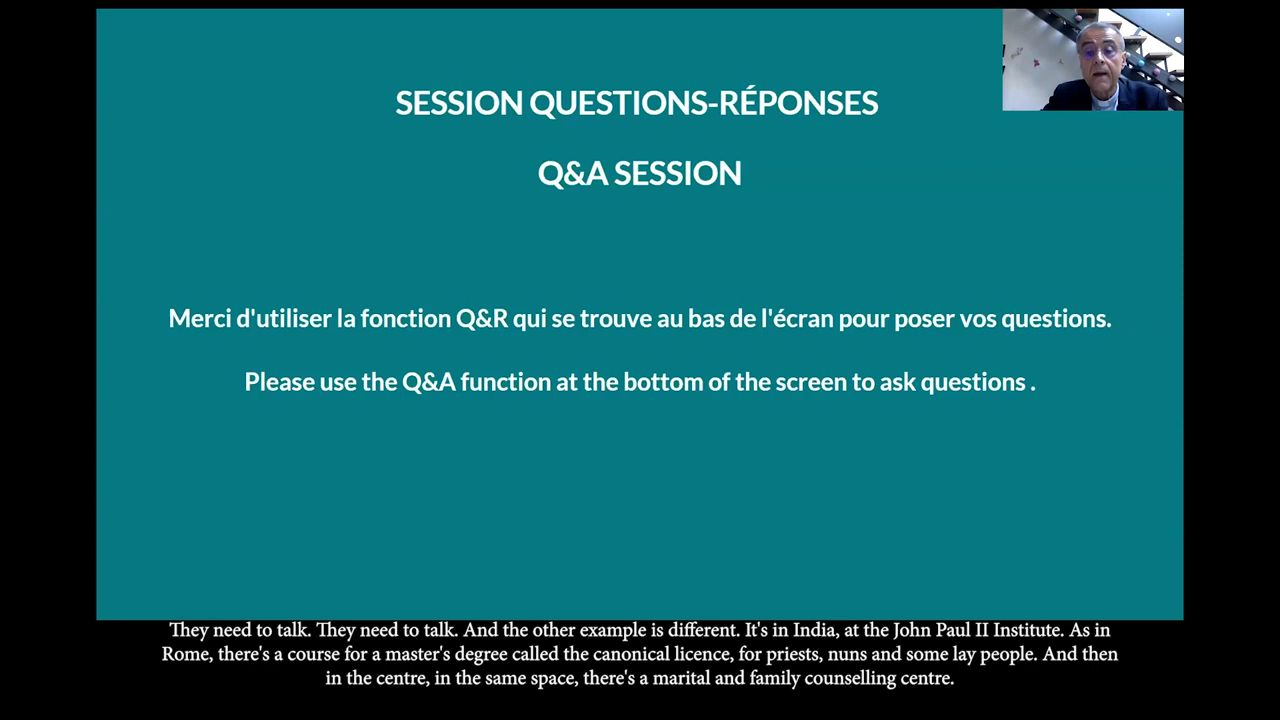 SESSION QUESTIONS-RÉPONSES
Q&A SESSION
Merci d'utiliser la fonction Q&R qui se trouve au bas de l'écran pour poser vos questions.
Please use the Q&A function at the bottom of the screen to ask questions .
They need to talk. They need to talk. And the other example is different. It's in India, at the John Paul II Institute. As in
Rome, there's a course for a master's degree called the canonical licence, for priests, nuns and some lay people. And then
in the centre, in the same space, there's a marital and family counselling centre.